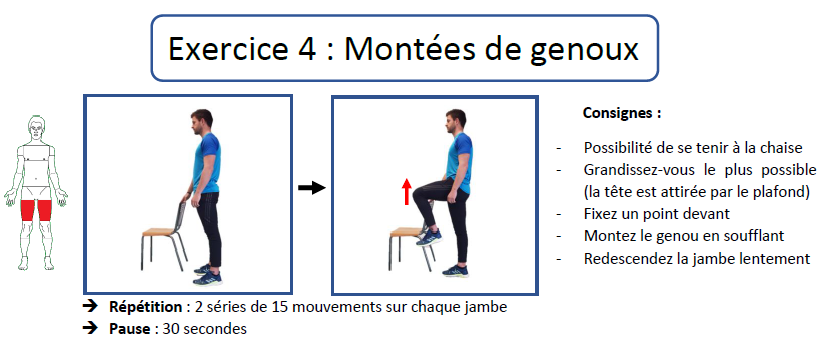 Exercice 4 : Montées de genoux
Consignes :
- Possibilité de se tenir à la chaise
- Grandissez-vous le plus possible
(la tête est attirée par le plafond)
- Fixez un point devant
- Montez le genou en soufflant
- Redescendez la jambe lentement
➔ Répétition : 2 séries de 15 mouvements sur chaque jambe
➔ Pause : 30 secondes